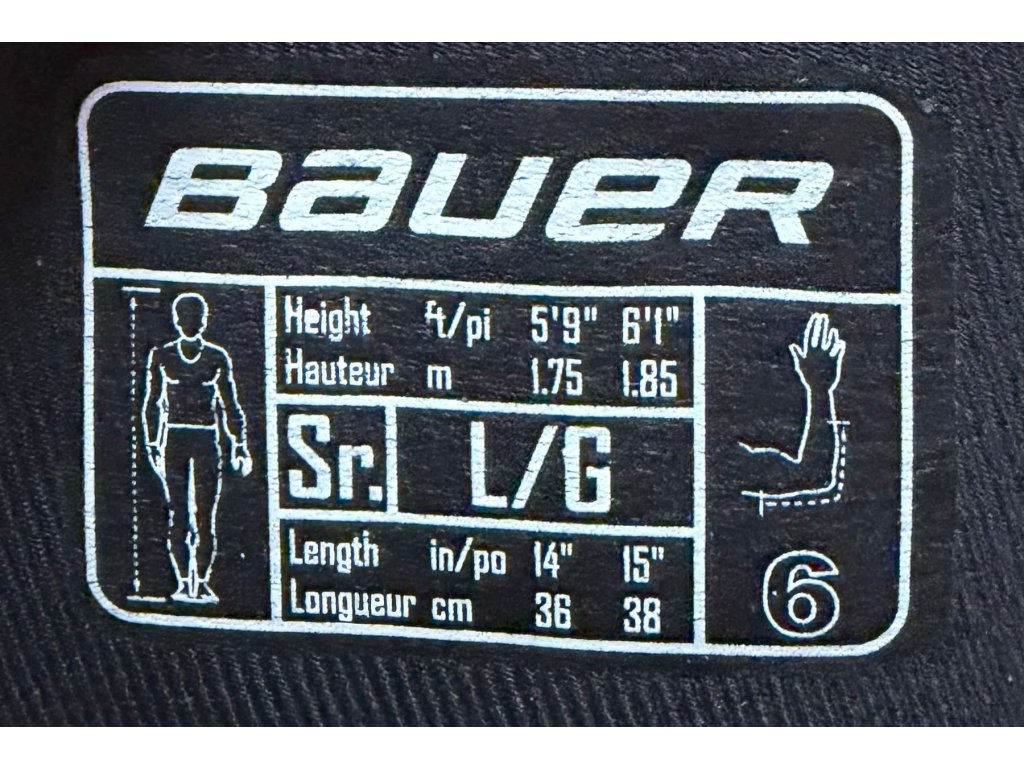 BAUER
Height ft/pi 5'9" 6'1"
Hauteur m 1.75 1.85
Sr. L/G
Length in/po 14" 15"
Longueur cm 36 38
6